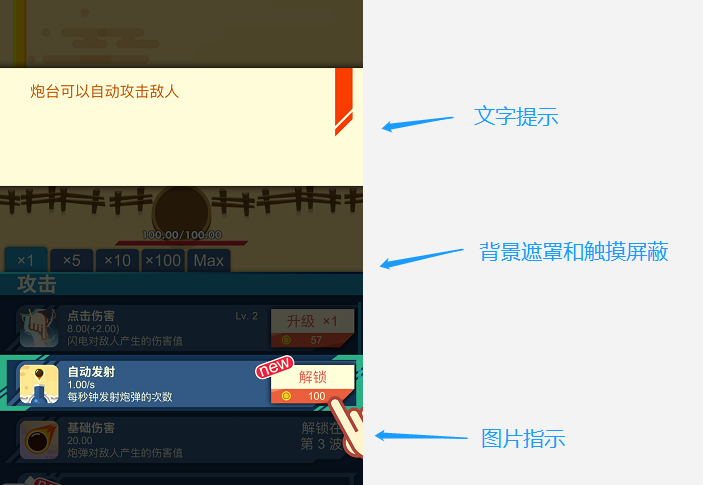 炮台可以自动攻击敌人
文字提示
100.00/100.00
背景遮罩和触摸屏蔽
×1 ×5 ×10 ×100 Max
攻击
点击伤害 Lv. 2 升级 ×1
8.00(+2.00)
闪电对敌人产生的伤害值 57
new
自动发射 解锁
1.00/s
每秒钟发射炮弹的次数 100
基础伤害 解锁在
20.00 第 3 波
炮弹对敌人产生的伤害值
图片指示